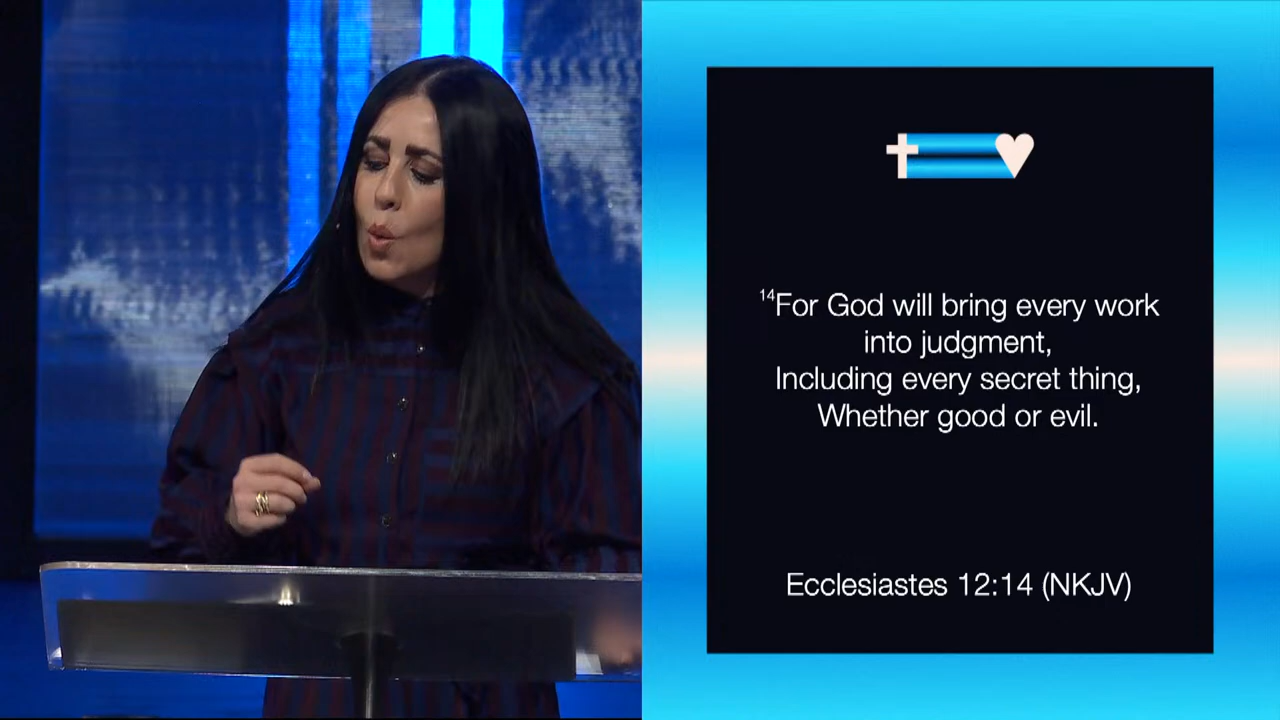 14For God will bring every work
into judgment,
Including every secret thing,
Whether good or evil.
Ecclesiastes 12:14 (NKJV)